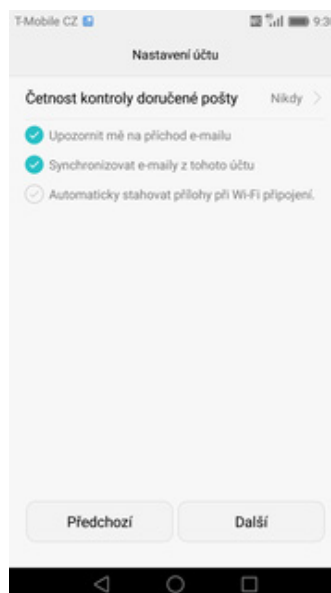 T-Mobile CZ 9:3
Nastavení účtu
Četnost kontroly doručené pošty Nikdy
Upozornit mě na příchod e-mailu
Synchronizovat e-maily z tohoto účtu
Automaticky stahovat přílohy při Wi-Fi připojení.
Předchozí Další